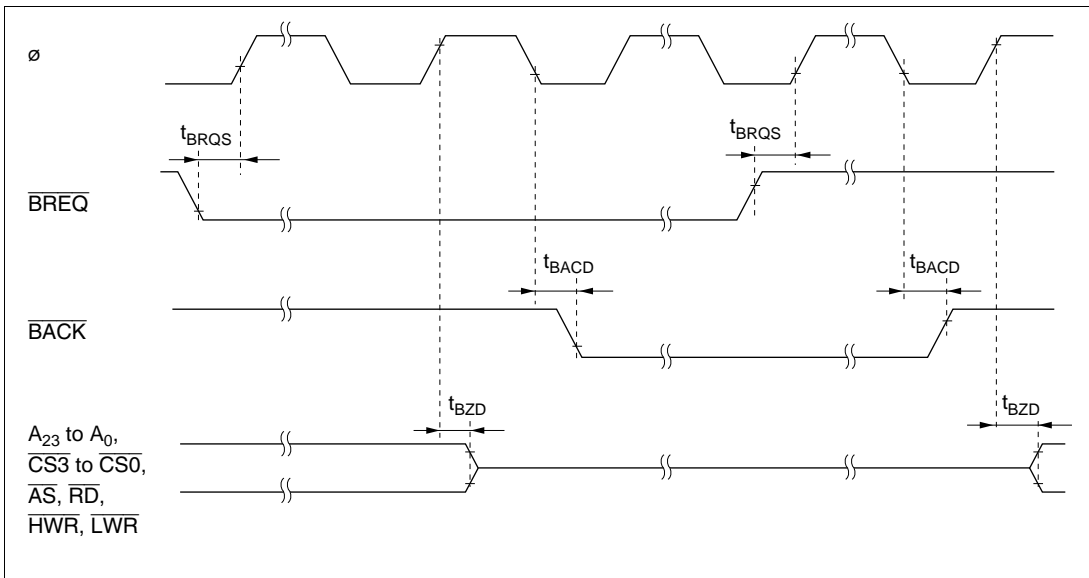 ø
tBRQS
tBRQS
BREQ
tBACD
tBACD
BACK
tBZD
tBZD
A23 to A0,
CS3 to CS0,
AS, RD,
HWR, LWR